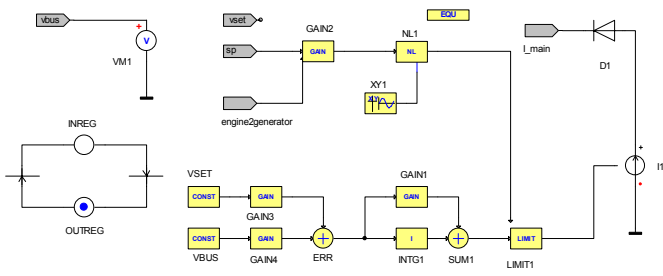 vbus
V
VM1
vset
sp
engine2generator
GAIN2
GAIN
NL1
NL
XY1
EQU
I_main
D1
I1
INREG
OUTREG
VSET
CONST
GAIN
GAIN3
CONST
VBUS
GAIN
GAIN4
ERR
GAIN1
GAIN
I
INTG1
SUM1
LIMIT
LIMIT1